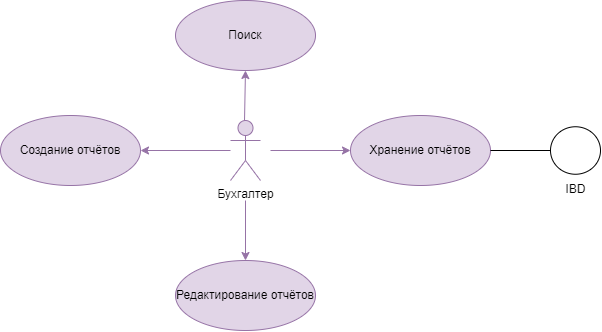 Поиск
Создание отчётов
Хранение отчётов
Бухгалтер
IBD
Редактирование отчётов